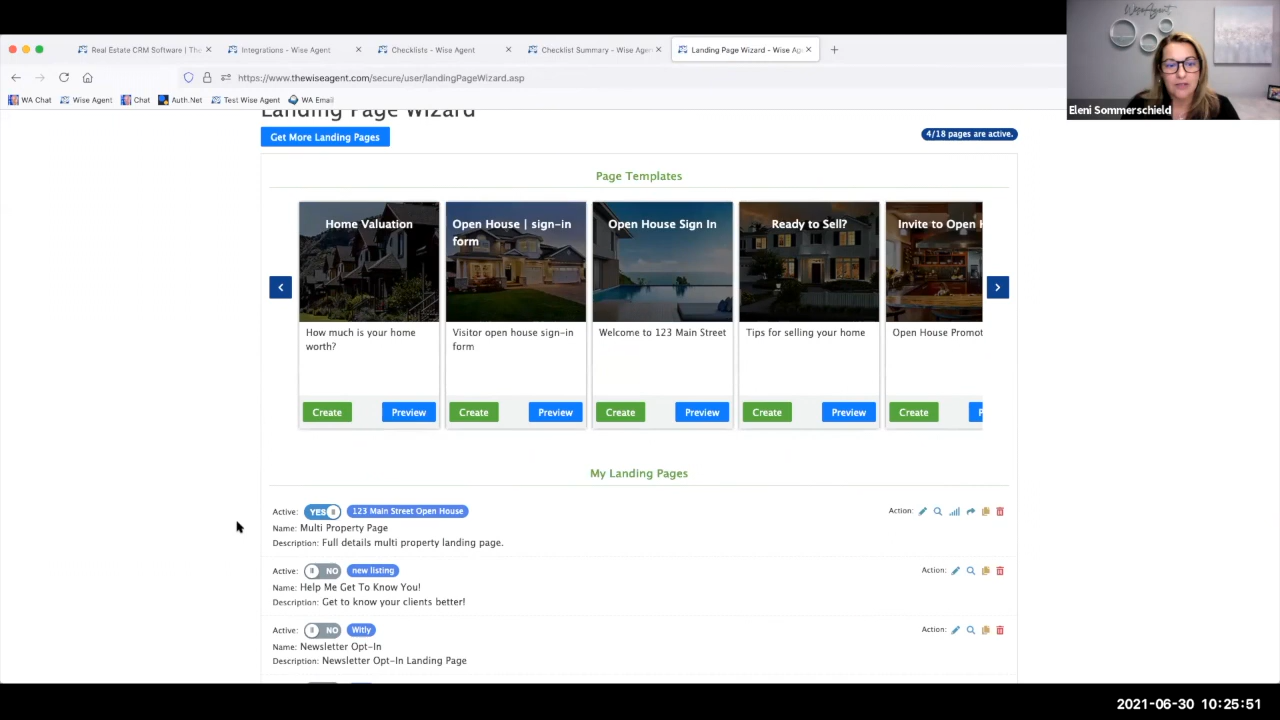 WiseAgent
Eleni Sommerschield
Real Estate CRM Software | The
Integrations - Wise Agent
Checklists - Wise Agent
Checklist Summary - Wise Agen
Landing Page Wizard - Wise Ag
https://www.thewiseagent.com/secure/user/landingPageWizard.asp
WA Chat
Wise Agent
Chat
Auth.Net
Test Wise Agent
WA Email
Landing Page Wizard
Get More Landing Pages
4/18 pages are active.
Page Templates
Home Valuation
Open House | sign-in
form
Open House Sign In
Ready to Sell?
Invite to Open H
How much is your home
worth?
Visitor open house sign-in
form
Welcome to 123 Main Street
Tips for selling your home
Open House Promot
Create Preview
Create Preview
Create Preview
Create Preview
Create P
My Landing Pages
Active: YES 123 Main Street Open House Action:
Name: Multi Property Page
Description: Full details multi property landing page.
Active: NO new listing Action:
Name: Help Me Get To Know You!
Description: Get to know your clients better!
Active: NO Witly Action:
Name: Newsletter Opt-In
Description: Newsletter Opt-In Landing Page
2021-06-30 10:25:51